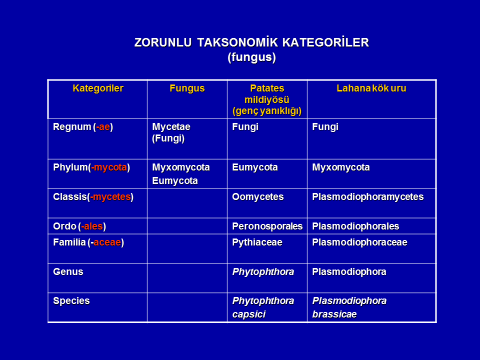 ZORUNLU TAKSONOMİK KATEGORİLER
(fungus)
Kategoriler Fungus Patates mildiyösü (genç yanıklığı) Lahana kök uru
Regnum (-ae) Mycetae (Fungi) Fungi Fungi
Phylum(-mycota) Myxomycota Eumycota Eumycota Myxomycota
Classis(-mycetes) Oomycetes Plasmodiophoramycetes
Ordo (-ales) Peronosporales Plasmodiophorales
Familia (-aceae) Pythiaceae Plasmodiophoraceae
Genus Phytophthora Plasmodiophora
Species Phytophthora capsici Plasmodiophora brassicae